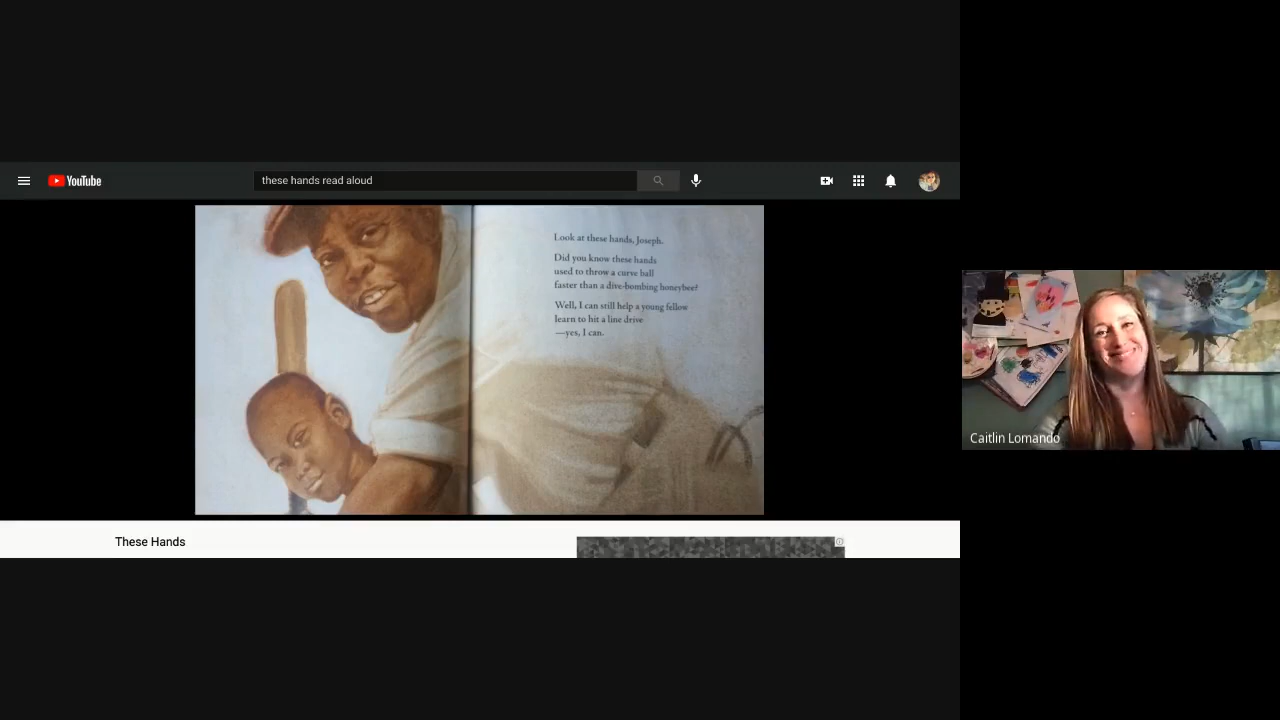 YouTube
these hands read aloud
Look at these hands, Joseph.
Did you know these hands
used to throw a curve ball
faster than a dive-bombing honeybee?
Well, I can still help a young fellow
learn to hit a line drive
—yes, I can.
Caitlin Lomando
These Hands